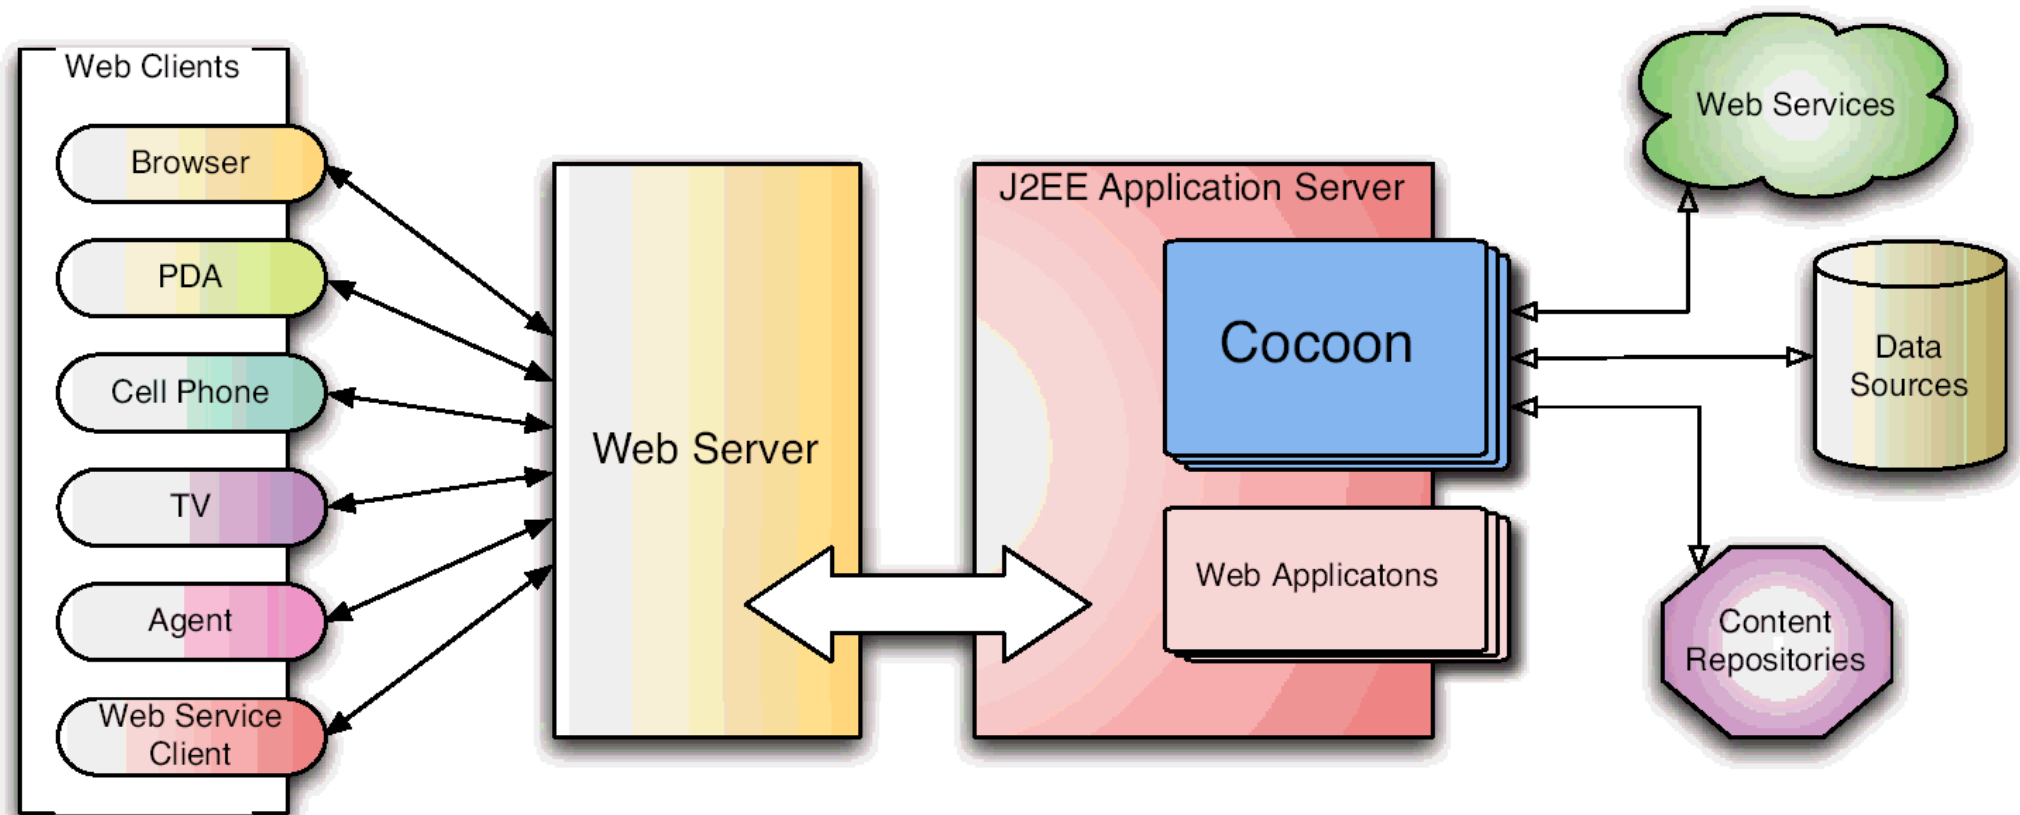 Web Clients
Browser
PDA
Cell Phone
TV
Agent
Web Service
Client
Web Server
J2EE Application Server
Cocoon
Web Applicatons
Web Services
Data
Sources
Content
Repositories